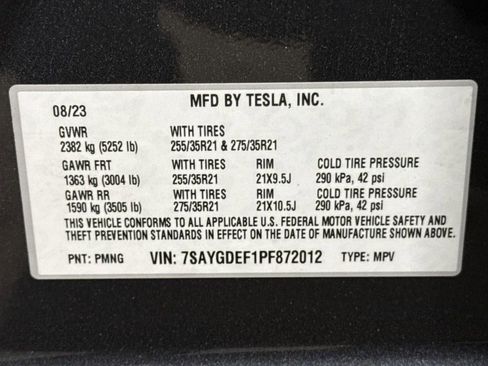 MFD BY TESLA, INC.
08/23
GVWR WITH TIRES
2382 kg (5252 lb) 255/35R21 & 275/35R21
GAWR FRT WITH TIRES RIM COLD TIRE PRESSURE
1363 kg (3004 lb) 255/35R21 21X9.5J 290 kPa, 42 psi
GAWR RR WITH TIRES RIM COLD TIRE PRESSURE
1590 kg (3505 lb) 275/35R21 21X10.5J 290 kPa, 42 psi
THIS VEHICLE CONFORMS TO ALL APPLICABLE U.S. FEDERAL MOTOR VEHICLE SAFETY AND
THEFT PREVENTION STANDARDS IN EFFECT ON THE DATE OF MANUFACTURE SHOWN ABOVE.
PNT: PMNG VIN: 7SAYGDEF1PF872012 TYPE: MPV